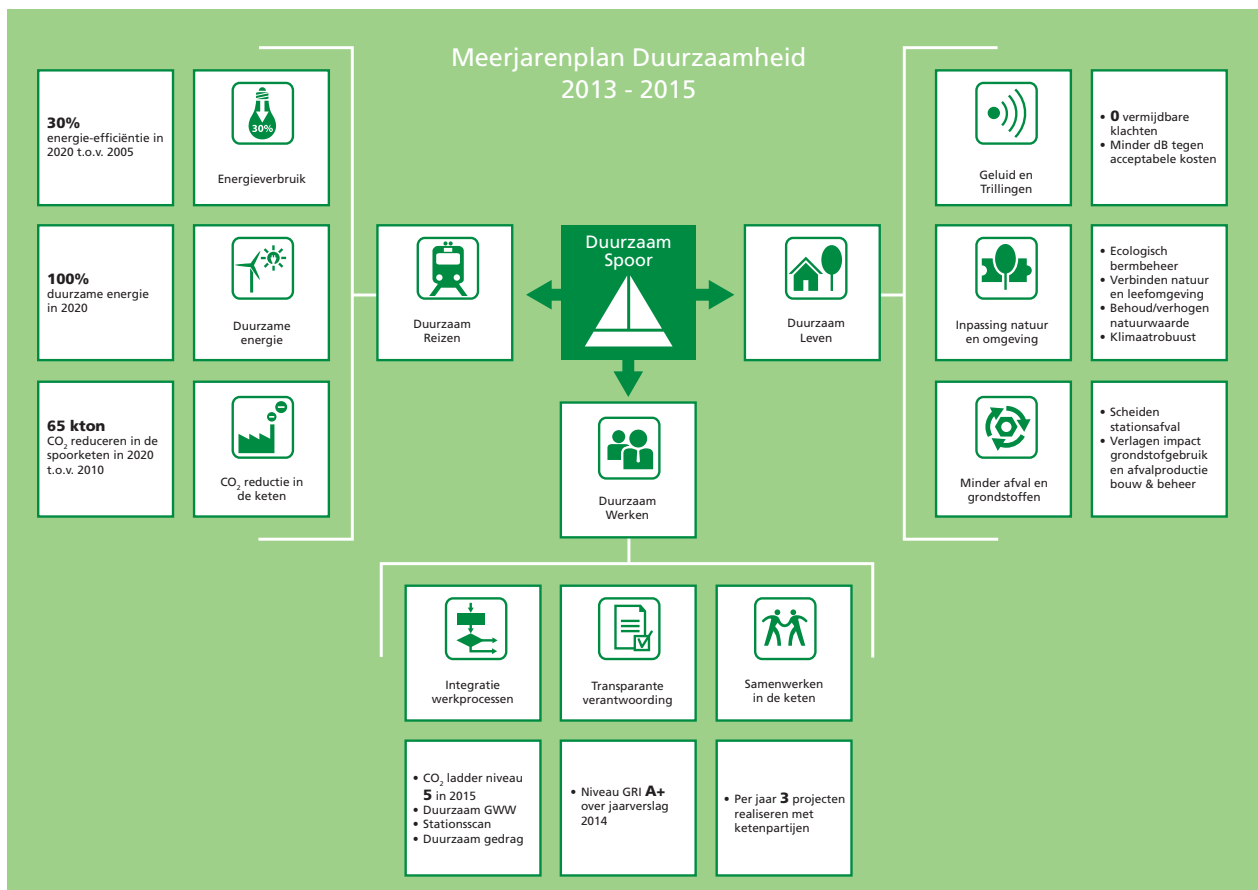 Meerjarenplan Duurzaamheid
2013 - 2015
30%
energie-efficiëntie in
2020 t.o.v. 2005
30%
Energieverbruik
100%
duurzame energie
in 2020
Duurzame
energie
65 kton
CO₂ reduceren in de
spoorketen in 2020
t.o.v. 2010
CO₂ reductie in
de keten
Duurzaam
Reizen
Duurzaam
Spoor
Duurzaam
Leven
Duurzaam
Werken
Geluid en
Trillingen
• 0 vermijdbare
klachten
• Minder dB tegen
acceptabele kosten
Inpassing natuur
en omgeving
• Ecologisch
bermbeheer
• Verbinden natuur
en leefomgeving
• Behoud/verhogen
natuurwaarde
• Klimaatrobuust
Minder afval en
grondstoffen
• Scheiden
stationsafval
• Verlagen impact
grondstofgebruik
en afvalproductie
bouw & beheer
Integratie
werkprocessen
• CO₂ ladder niveau
5 in 2015
• Duurzaam GWW
• Stationsscan
• Duurzaam gedrag
Transparante
verantwoording
• Niveau GRI A+
over jaarverslag
2014
Samenwerken
in de keten
• Per jaar 3 projecten
realiseren met
ketenpartijen